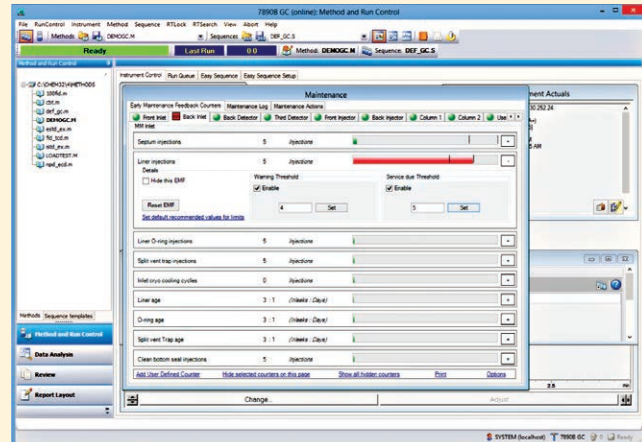 7890B GC (online): Method and Run Control
File RunControl Instrument Method Sequence RTLock RTSearch View Abort Help
Methods DEMOGC.M Sequences DEF_GC.S
Ready Last Run 0.0 Method: DEMOGC.M Sequence: DEF_GC.S
Method and Run Control
Instrument Control Run Queue Easy Sequence Easy Sequence Setup
C:\CHEM32\4\METHODS
def_gc.m
DEMOGC.M
fid_tcd.m
LOADTEST.M
npd_ecd.m
Maintenance
Early Maintenance Feedback Counters Maintenance Log Maintenance Actions
Front Inlet Back Inlet Back Detector Third Detector Front Injector Back Injector Column 1 Column 2
MM Inlet
Septum injections 5 Injections
Liner injections 5 Injections
Details
Hide this EMF
Reset EMF
Set default recommended values for limits
Warning Threshold
Enable
4 Set
Service due Threshold
Enable
5 Set
Liner O-ring injections 5 Injections
Split vent trap injections 5 Injections
Inlet cryo cooling cycles 0 Injections
Liner age 3 : 1 (Weeks : Days)
O-ring age 3 : 1 (Weeks : Days)
Split vent Trap age 3 : 1 (Weeks : Days)
Clean bottom seal injections 5 Injections
Add User Defined Counter Hide selected counters on this page Show all hidden counters Print Options
ment Actuals
Methods Sequence templates
Method and Run Control
Data Analysis
Review
Report Layout
Change... Adjust
SYSTEM (localhost) 7890B GC 0 Ready